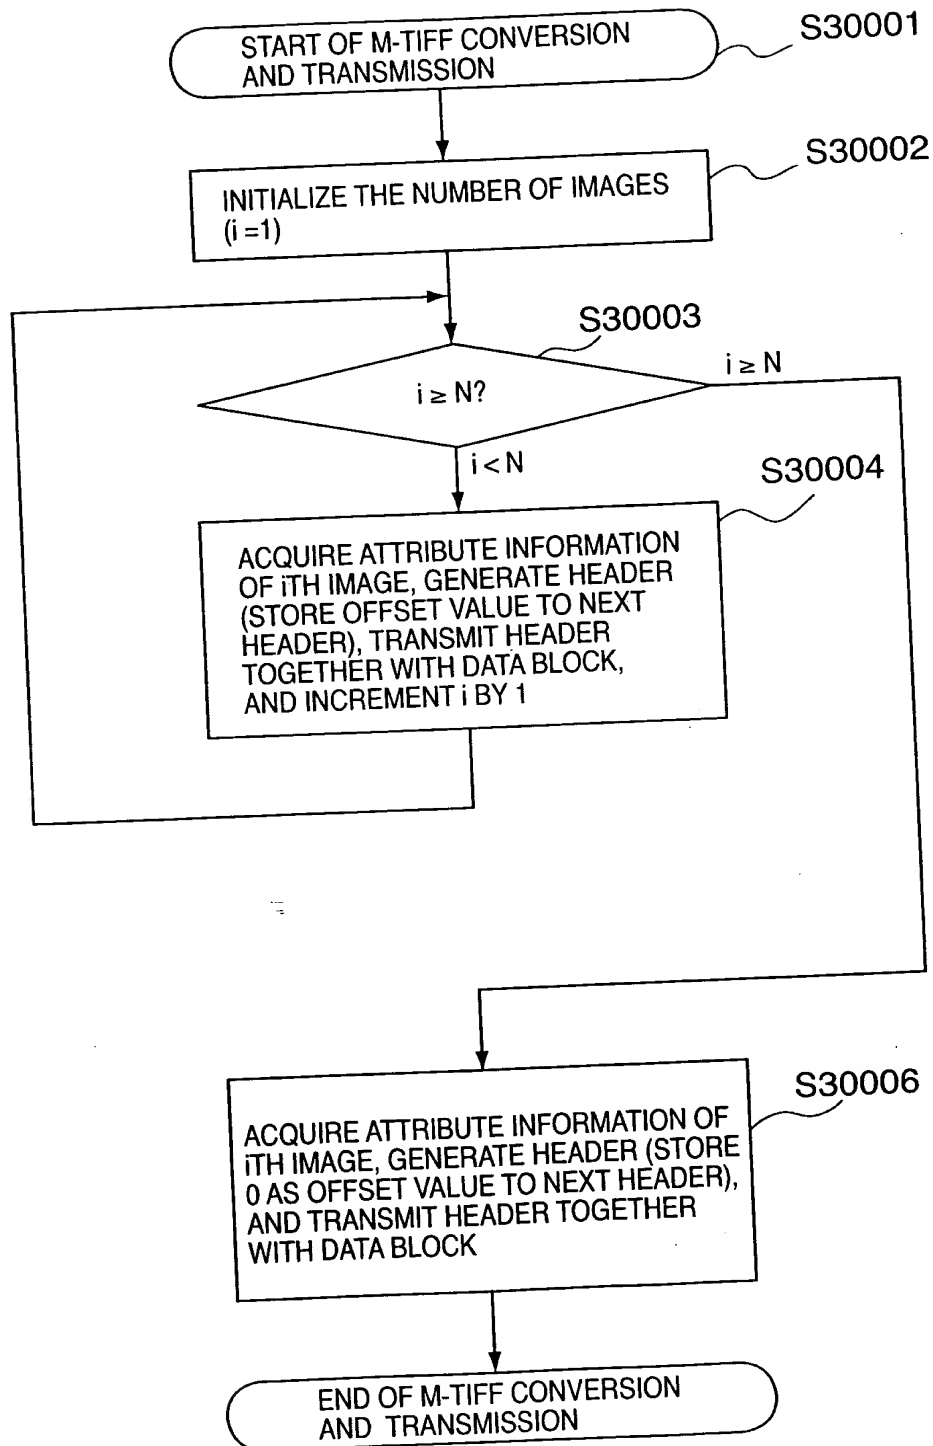 START OF M-TIFF CONVERSION
AND TRANSMISSION
S30001
INITIALIZE THE NUMBER OF IMAGES
(i =1)
S30002
S30003
i ≥ N?
i ≥ N
i < N
S30004
ACQUIRE ATTRIBUTE INFORMATION
OF iTH IMAGE, GENERATE HEADER
(STORE OFFSET VALUE TO NEXT
HEADER), TRANSMIT HEADER
TOGETHER WITH DATA BLOCK,
AND INCREMENT i BY 1
S30006
ACQUIRE ATTRIBUTE INFORMATION OF
iTH IMAGE, GENERATE HEADER (STORE
0 AS OFFSET VALUE TO NEXT HEADER),
AND TRANSMIT HEADER TOGETHER
WITH DATA BLOCK
END OF M-TIFF CONVERSION
AND TRANSMISSION